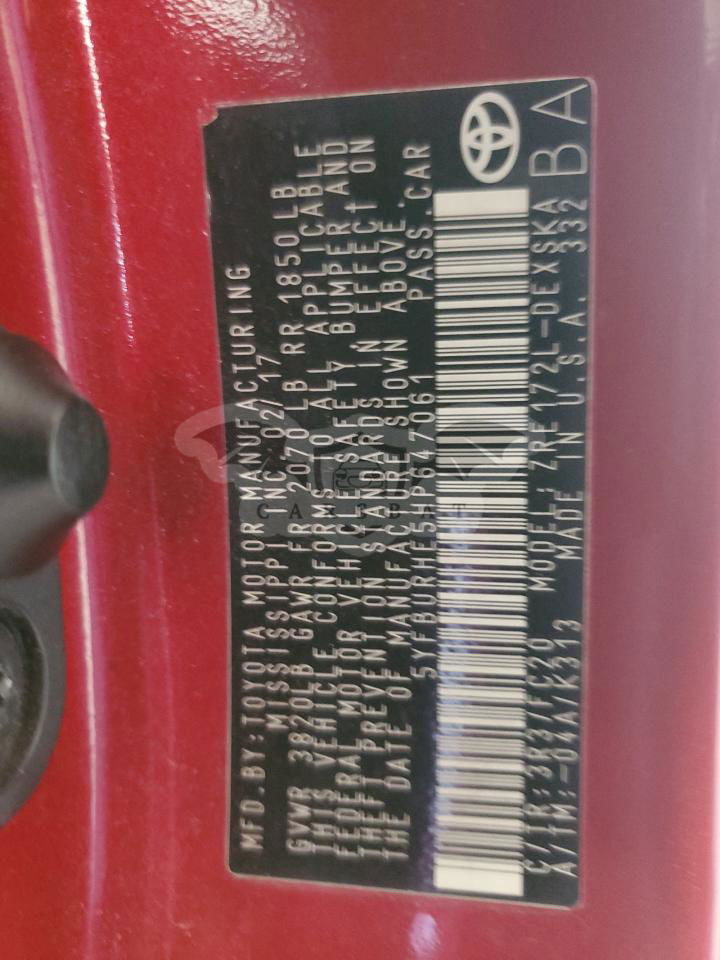 MFD.BY:TOYOTA MOTOR MANUFACTURING
MISSISSIPPI INC 02/17
GVWR 3820LB GAWR FR 2070LB RR 1850LB
THIS VEHICLE CONFORMS TO ALL APPLICABLE
FEDERAL MOTOR VEHICLE SAFETY, BUMPER AND
THEFT PREVENTION STANDARDS IN EFFECT ON
THE DATE OF MANUFACTURE SHOWN ABOVE.
5YFBURHE5HP647061 PASS.CAR
C/TR:3R37/FC20 MODEL:ZRE172L-DEXSKA
A/TM:-04A/K313 MADE IN U.S.A. 332
BA
CARSBAT